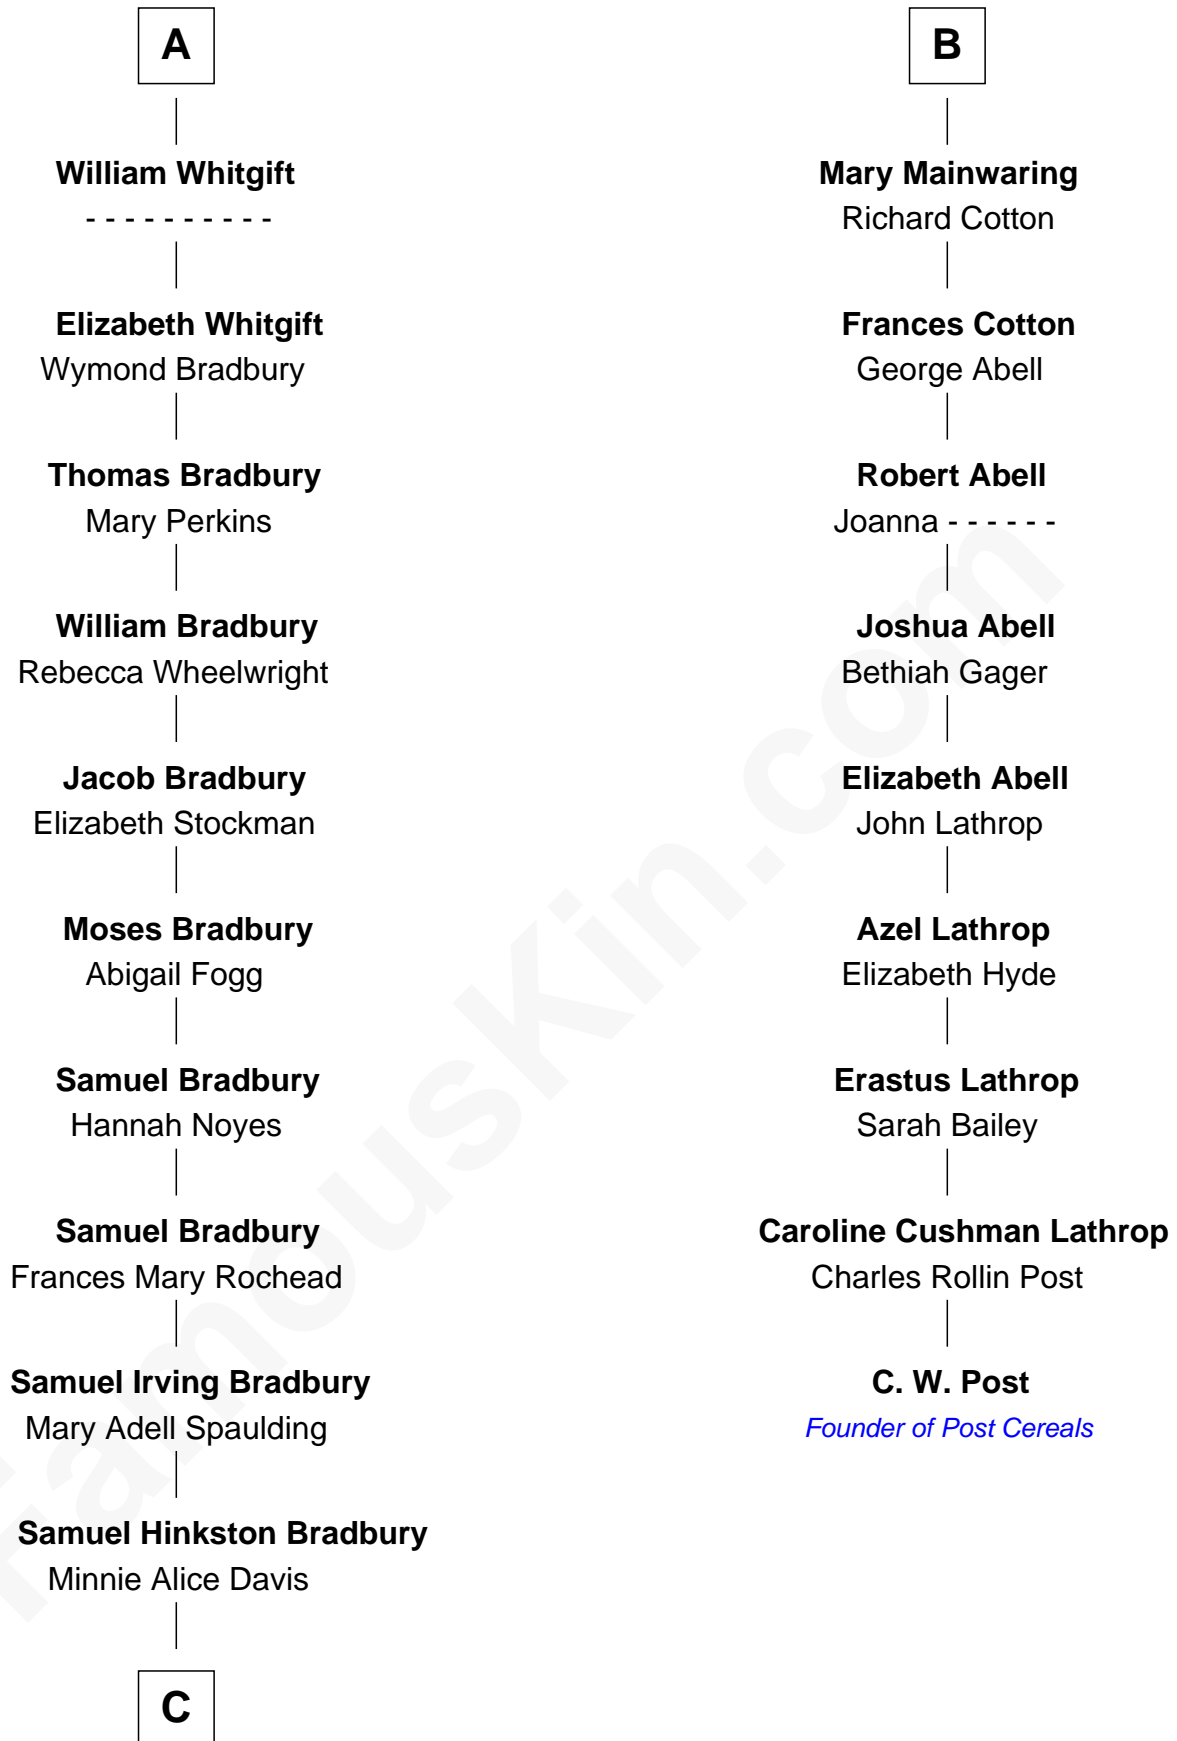 A
William Whitgift
- - - - - - - - - -
Elizabeth Whitgift
Wymond Bradbury
Thomas Bradbury
Mary Perkins
William Bradbury
Rebecca Wheelwright
Jacob Bradbury
Elizabeth Stockman
Moses Bradbury
Abigail Fogg
Samuel Bradbury
Hannah Noyes
Samuel Bradbury
Frances Mary Rochead
Samuel Irving Bradbury
Mary Adell Spaulding
Samuel Hinkston Bradbury
Minnie Alice Davis
C
B
Mary Mainwaring
Richard Cotton
Frances Cotton
George Abell
Robert Abell
Joanna - - - - - -
Joshua Abell
Bethiah Gager
Elizabeth Abell
John Lathrop
Azel Lathrop
Elizabeth Hyde
Erastus Lathrop
Sarah Bailey
Caroline Cushman Lathrop
Charles Rollin Post
C. W. Post
Founder of Post Cereals
FamousKin.com